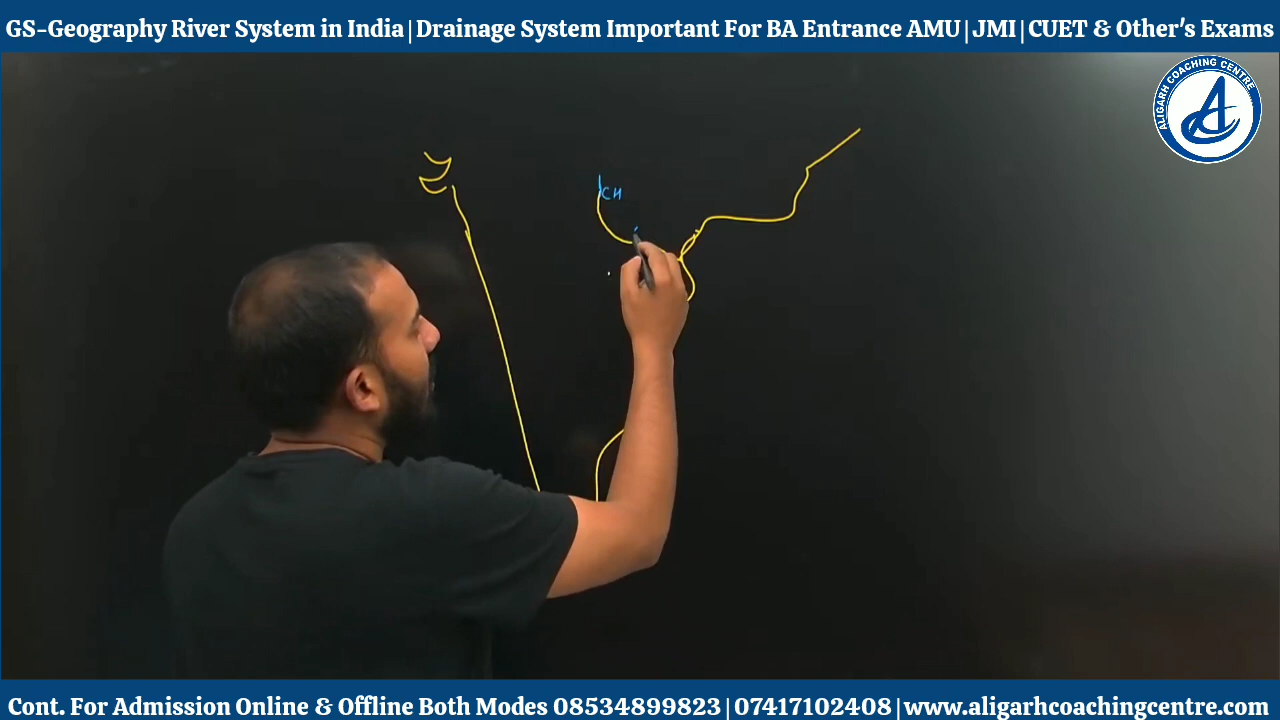 GS-Geography River System in India|Drainage System Important For BA Entrance AMU|JMI|CUET & Other's Exams
ALIGARH COACHING CENTRE
A
CH
Cont. For Admission Online & Offline Both Modes 08534899823|07417102408|www.aligarhcoachingcentre.com